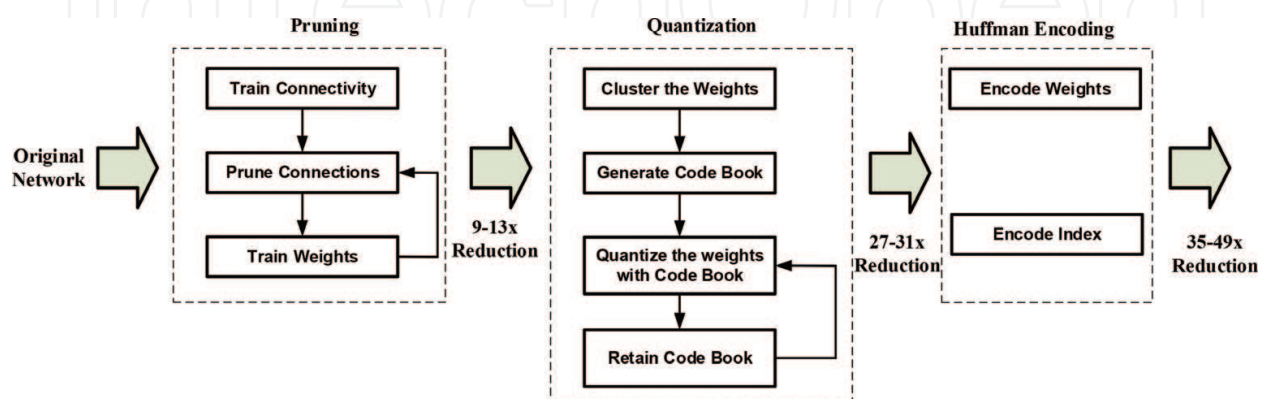 Pruning
Quantization
Huffman Encoding
Original
Network
Train Connectivity
Prune Connections
Train Weights
9-13x
Reduction
Cluster the Weights
Generate Code Book
Quantize the weights
with Code Book
Retain Code Book
27-31x
Reduction
Encode Weights
Encode Index
35-49x
Reduction